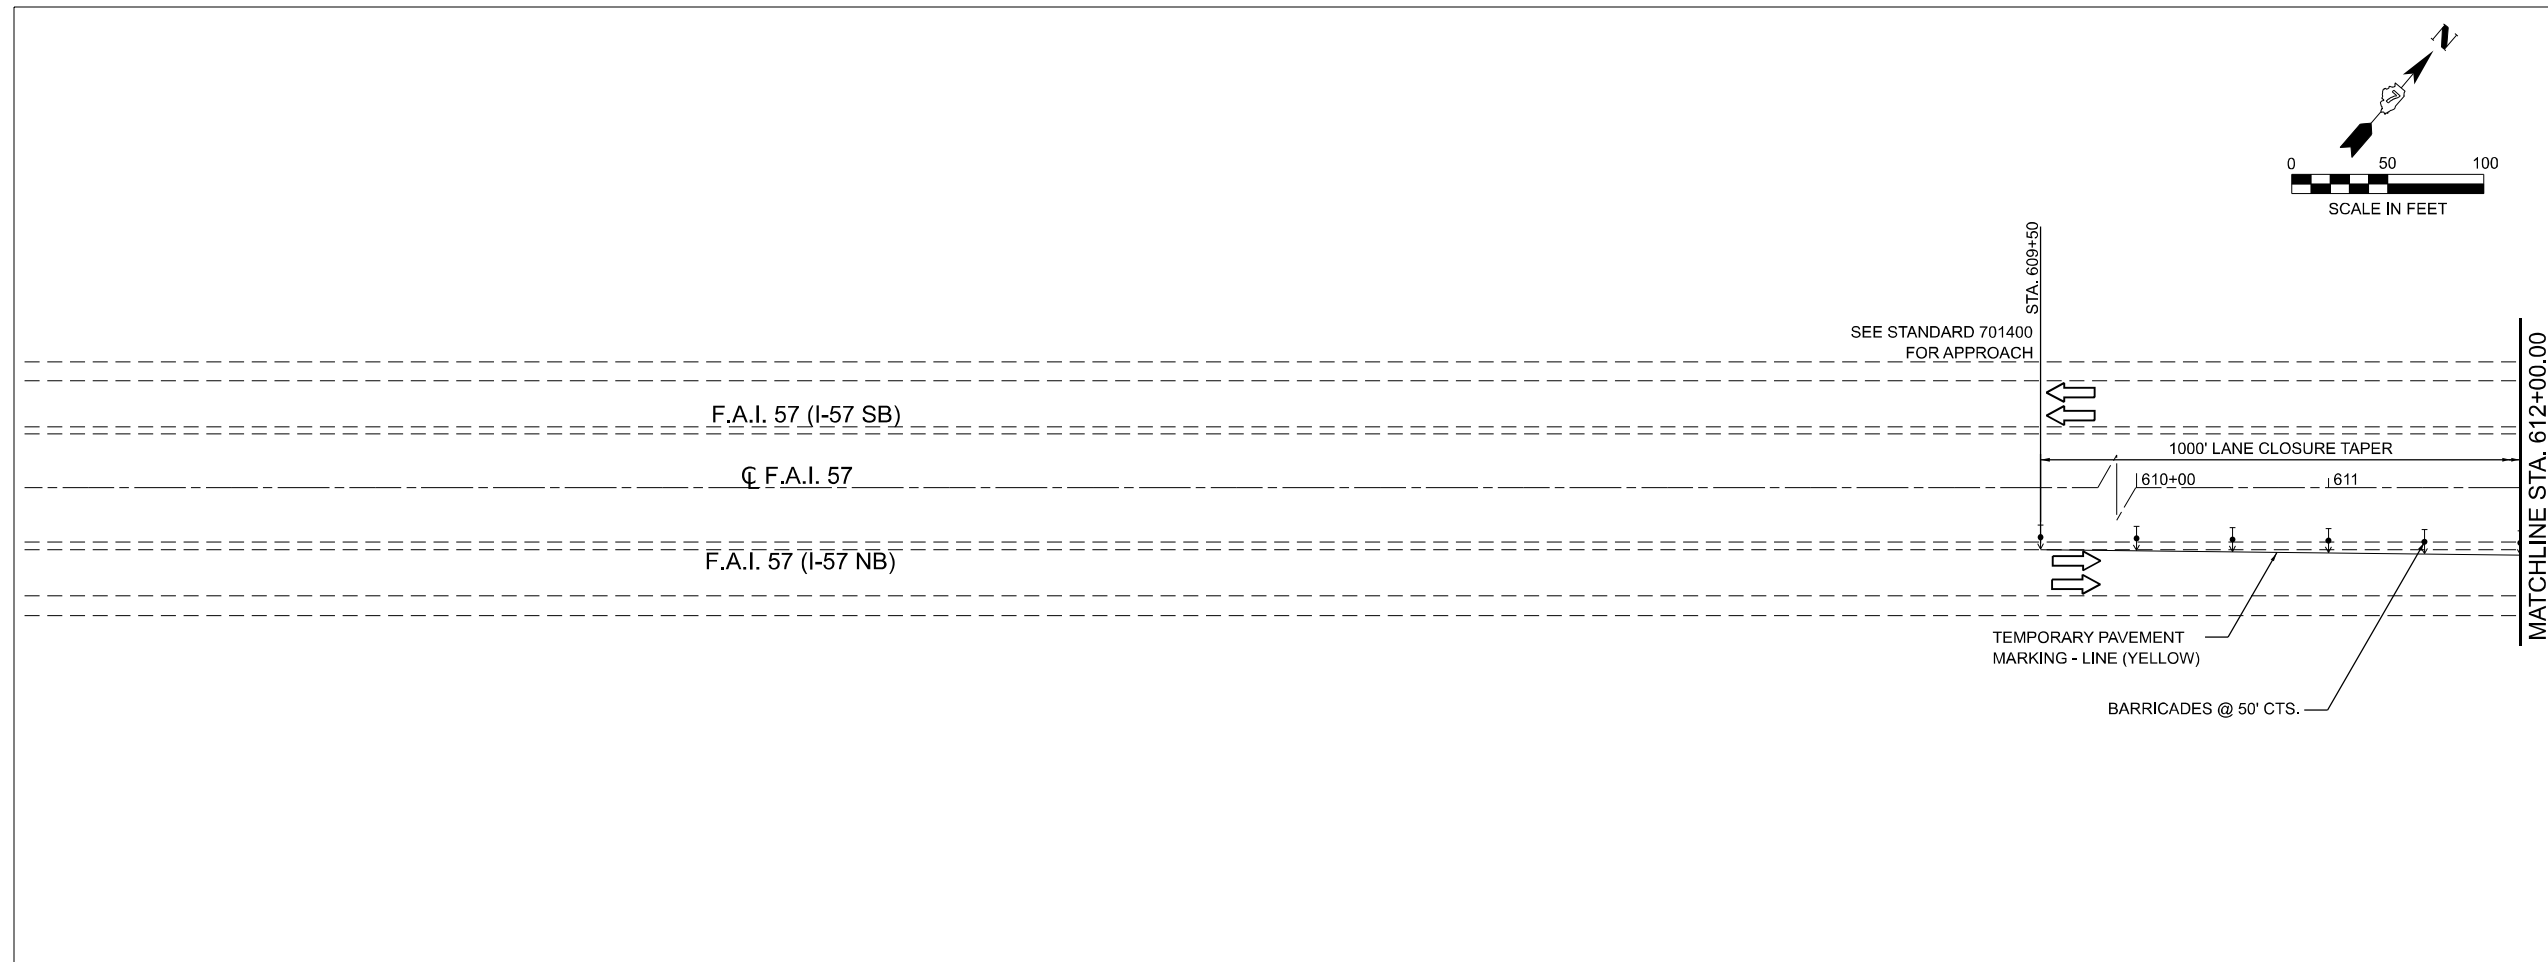 N
0 50 100
SCALE IN FEET
STA. 609+50
SEE STANDARD 701400
FOR APPROACH
MATCHLINE STA. 612+00.00
F.A.I. 57 (I-57 SB)
1000' LANE CLOSURE TAPER
℄ F.A.I. 57
610+00
611
F.A.I. 57 (I-57 NB)
TEMPORARY PAVEMENT
MARKING - LINE (YELLOW)
BARRICADES @ 50' CTS.